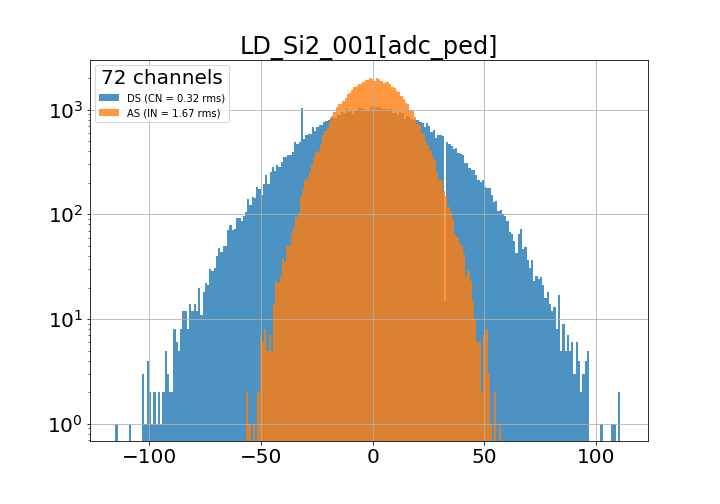 LD_Si2_001[adc_ped]
72 channels
DS (CN = 0.32 rms)
AS (IN = 1.67 rms)
10³
10²
10¹
10⁰
−100 −50 0 50 100